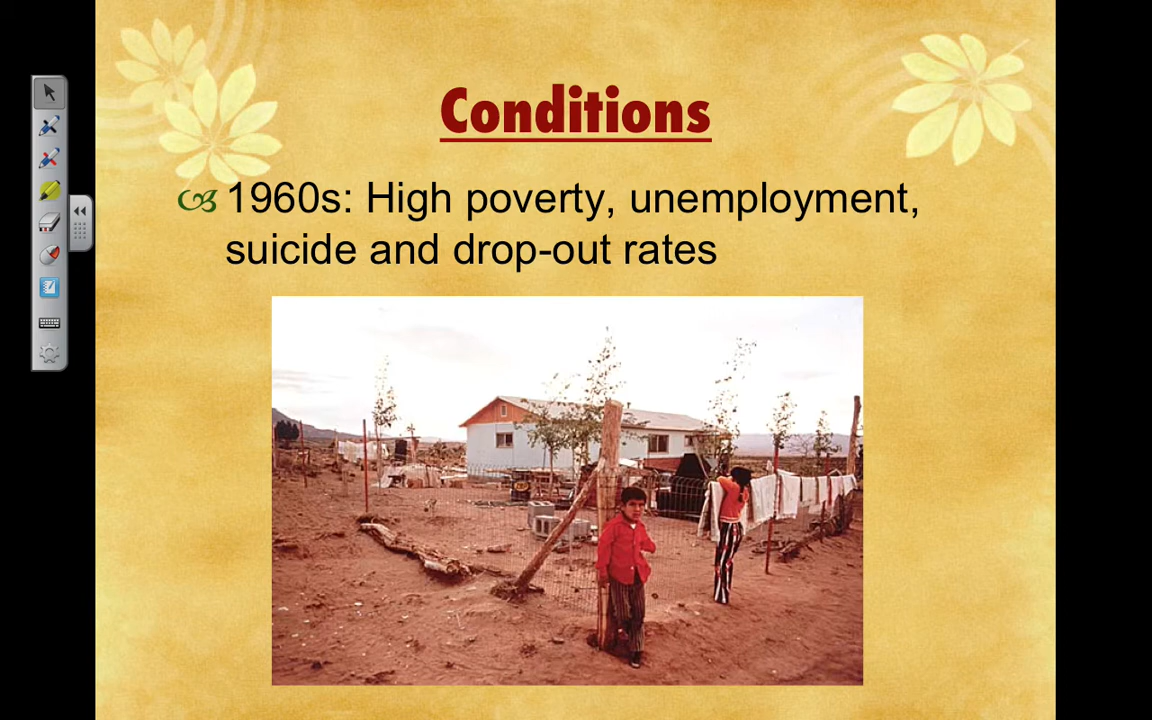 Conditions
1960s: High poverty, unemployment,
suicide and drop-out rates